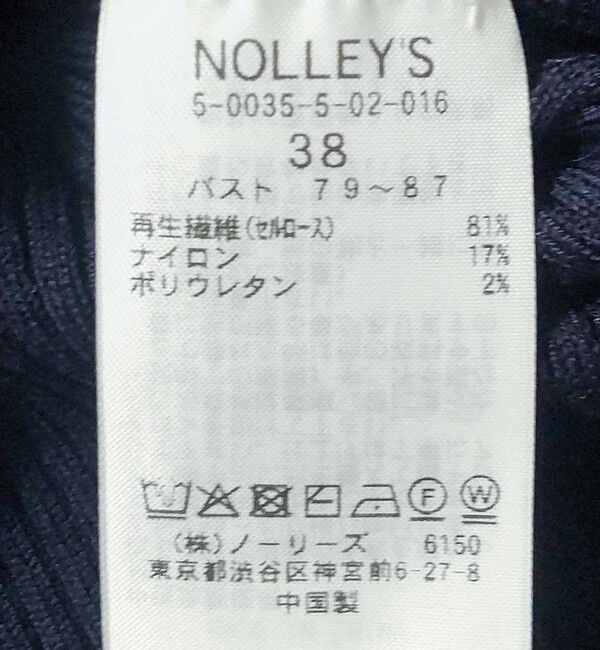 NOLLEY'S
5-0035-5-02-016
38
バスト 79～87
再生繊維(セルロース) 81%
ナイロン 17%
ポリウレタン 2%
F W
(株)ノーリーズ 6150
東京都渋谷区神宮前6-27-8
中国製